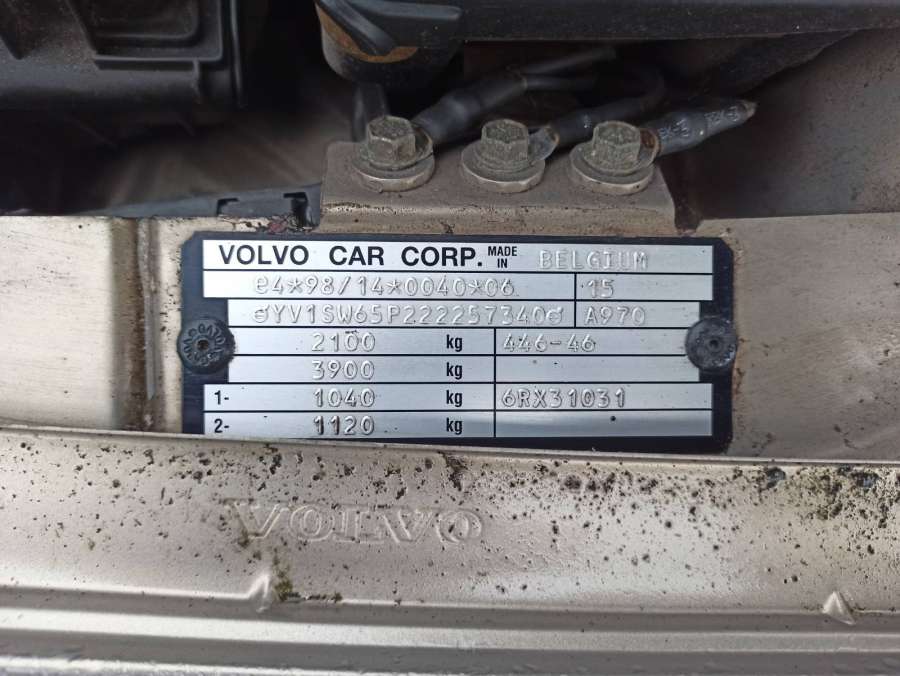 VOLVO CAR CORP. MADE IN BELGIUM
e4*98/14*0040*06 15
YV1SW65P222257340 A970
2100 kg 446-46
3900 kg
1- 1040 kg 6RX31031
2- 1120 kg
VOLVO